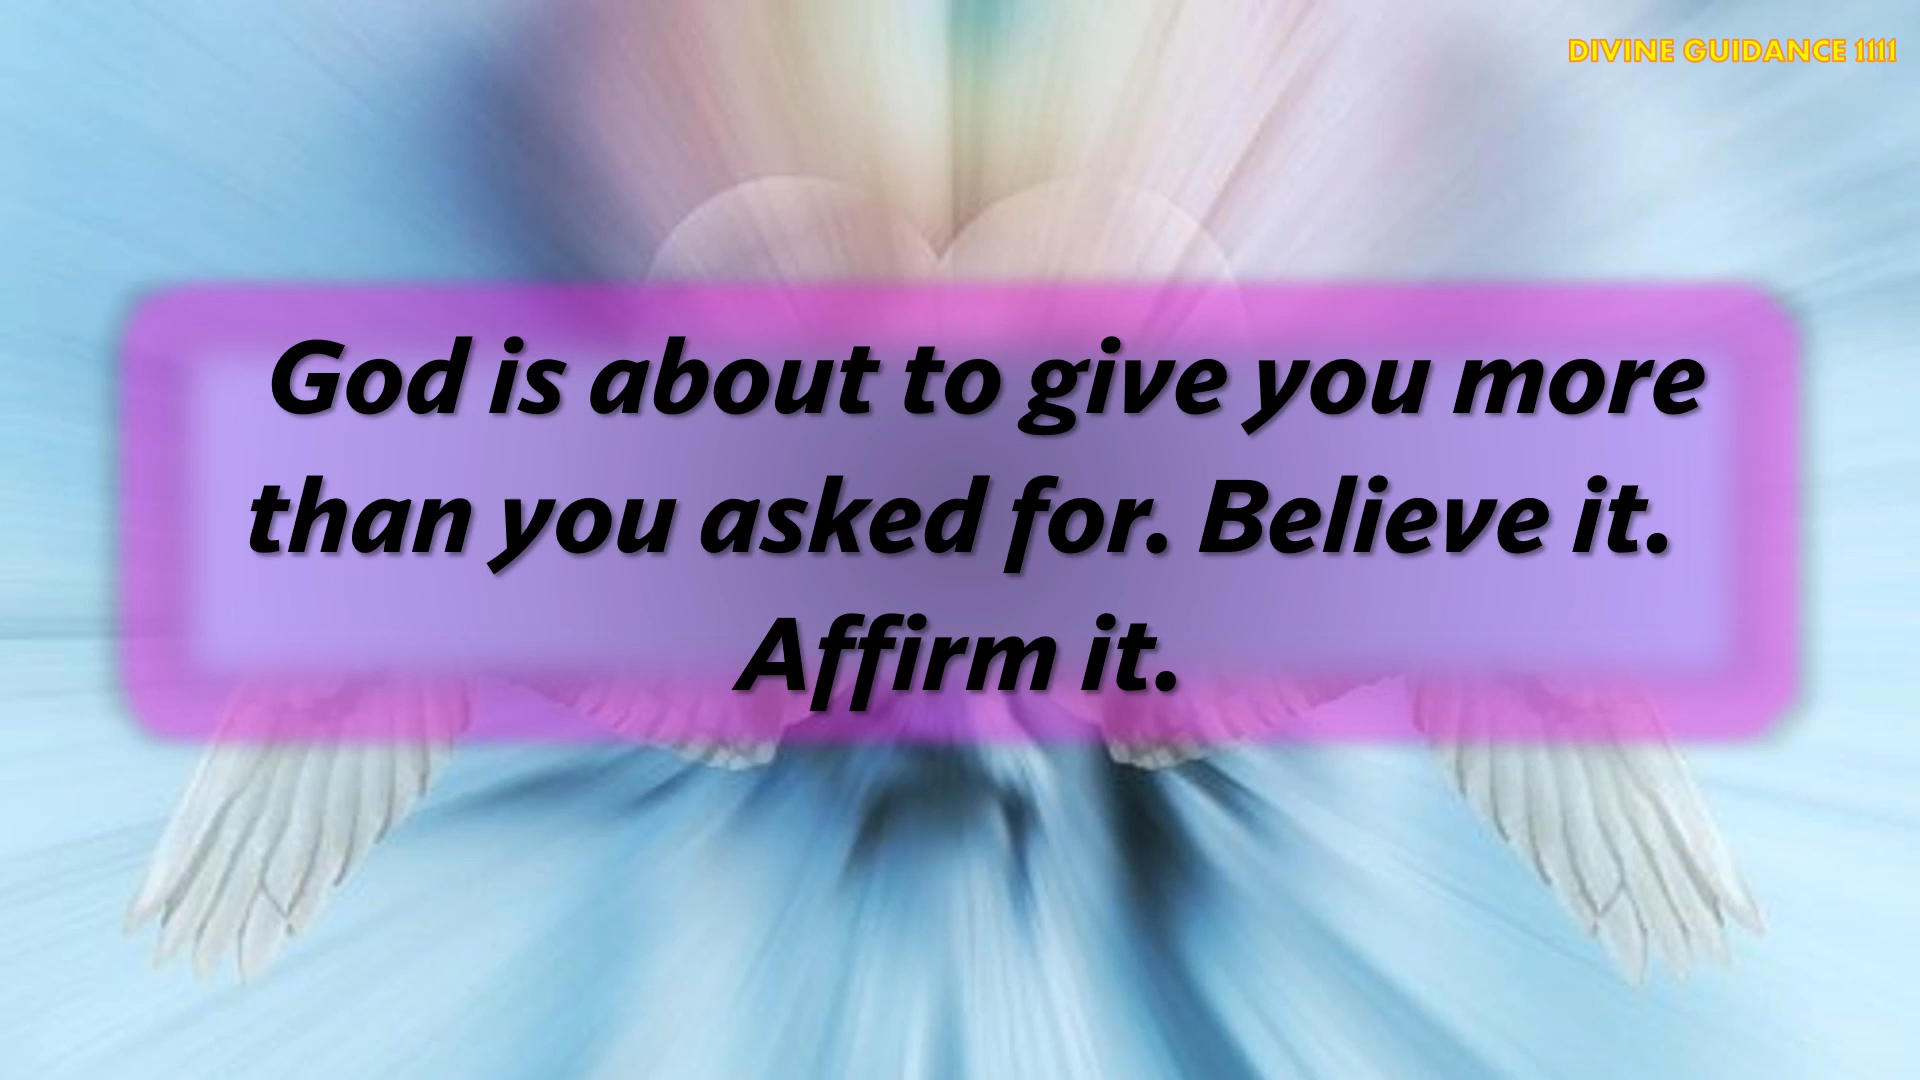 DIVINE GUIDANCE 1111
God is about to give you more
than you asked for. Believe it.
Affirm it.